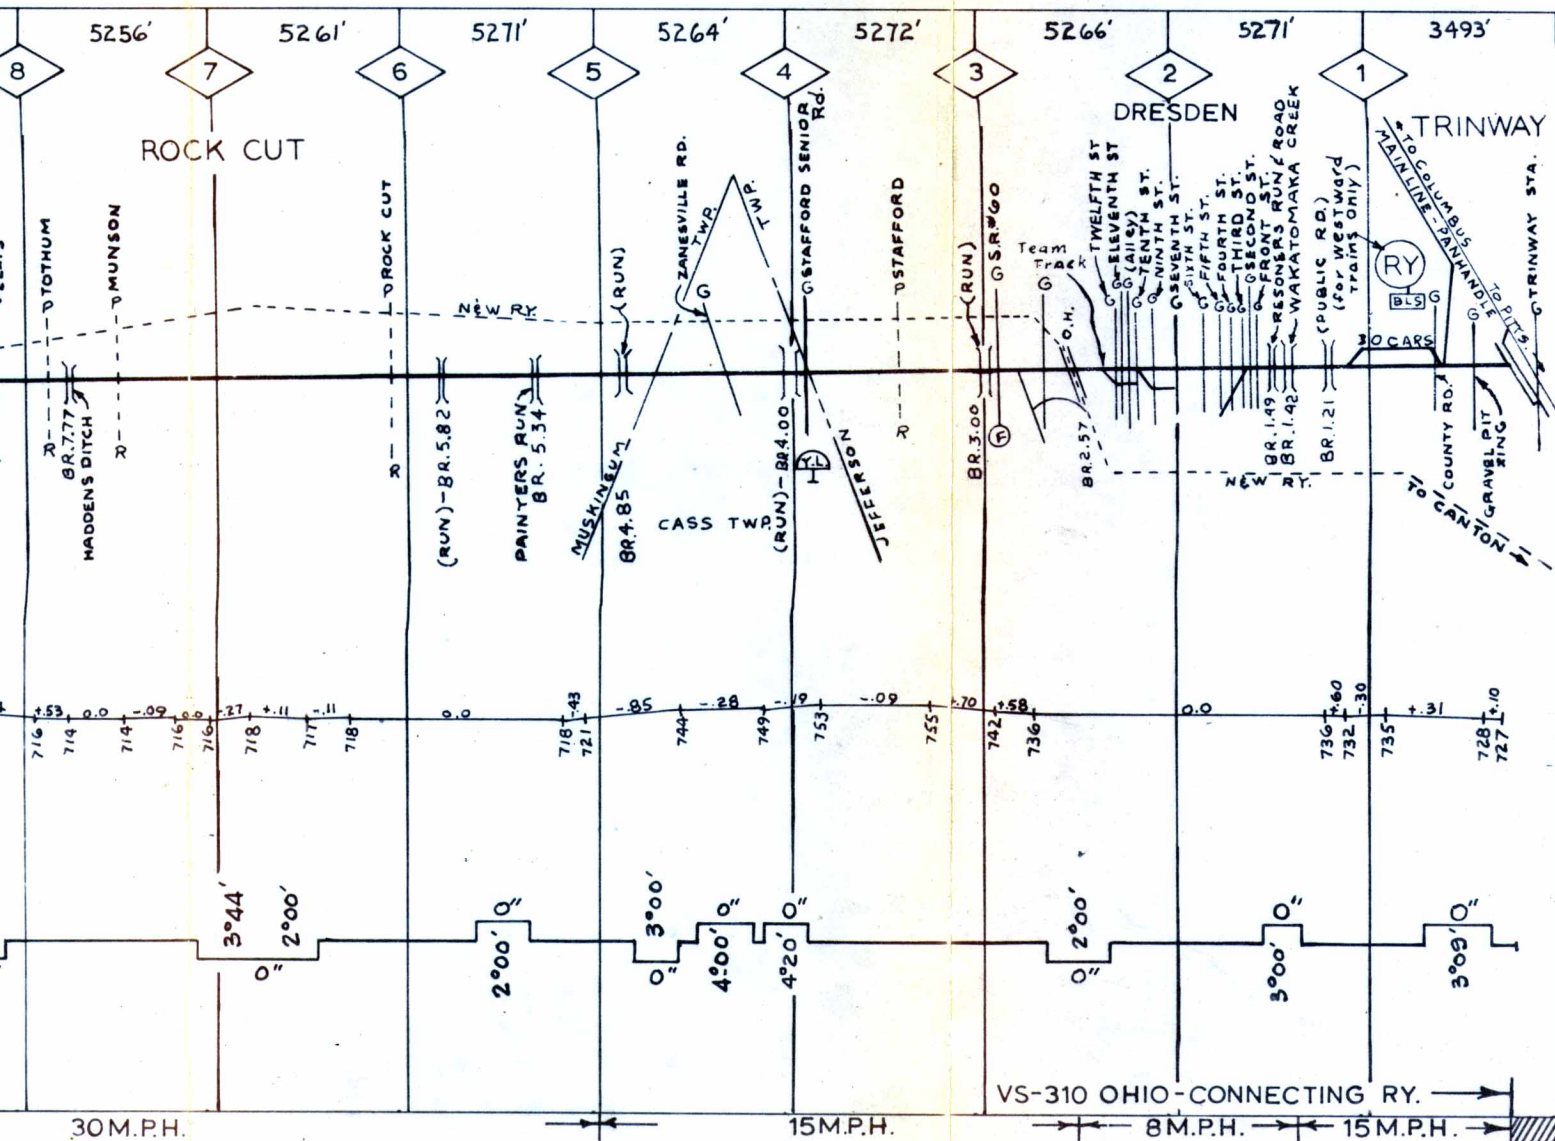 5256' 5261' 5271' 5264' 5272' 5266' 5271' 3493'
8 7 6 5 4 3 2 1
ROCK CUT
DRESDEN
TRINWAY
P TOTHUM
P MUNSON
P ROCK CUT
(RUN)
ZANESVILLE RD.
TWP.
TWP.
G STAFFORD SENIOR Rd.
P STAFFORD
(RUN)
G S.R.#60
Team
Track
O.H.
TWELFTH ST
ELEVENTH ST
(Alley)
TENTH ST.
NINTH ST.
SEVENTH ST.
SIXTH ST.
FIFTH ST.
FOURTH ST.
THIRD ST.
SECOND ST.
FRONT ST.
RESONERS RUN & ROAD
WAKATOMAKA CREEK
(PUBLIC RD.)
(for westward
trains only)
RY
BLS
TO COLUMBUS
MAINLINE-PANHANDLE
TO PITTS.
G TRINWAY STA.
G G G G G G G G G G G G G G G
NEW RY.
30 CARS
R R R R
BR.7.77
HADDENS DITCH
(RUN)-BR.5.82
PAINTERS RUN
BR. 5.34
MUSKINGUM
BR.4.85
CASS TWP.
(RUN)-BR.4.00
Y.L
JEFFERSON
BR.3.00
F
BR.2.57
BR.1.49
BR.1.42
BR.1.21
NEW RY.
COUNTY RD.
GRAVEL PIT
XING
TO CANTON
+.53 0.0 -.09 0.0 -.27 +.11 -.11 0.0 -.43 -.85 -.28 -.19 -.09 +.70 +.58 0.0 +.60 -.30 +.31 +.10
716 714 714 716 716 718 717 718 718 721 744 749 753 755 742 736 736 732 735 728 727
3°44' 2°00' 0"
2°00' 0"
3°00' 0"
4°00' 0"
4°20' 0"
2°00' 0"
3°00' 0"
3°09' 0"
VS-310 OHIO-CONNECTING RY.
30 M.P.H. 15 M.P.H. 8 M.P.H. 15 M.P.H.